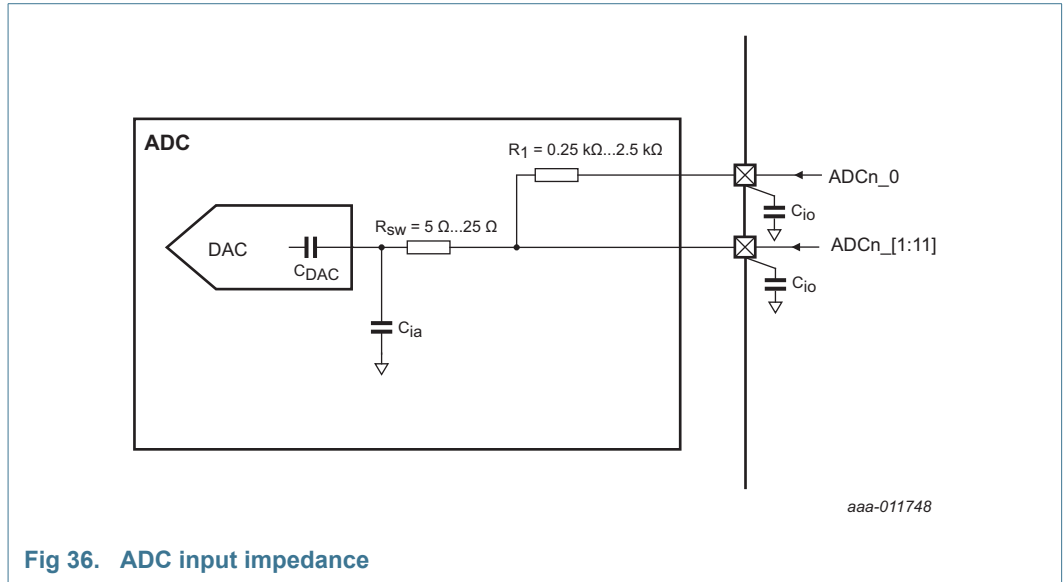 ADC
R1 = 0.25 kΩ...2.5 kΩ
ADCn_0
Cio
Rsw = 5 Ω...25 Ω
DAC
CDAC
ADCn_[1:11]
Cio
Cia
aaa-011748
Fig 36. ADC input impedance